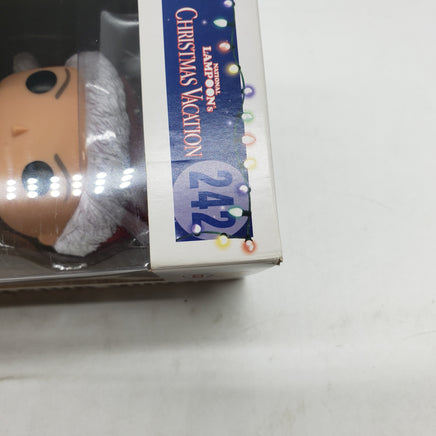 NATIONAL
LAMPOON'S
CHRISTMAS VACATION
242